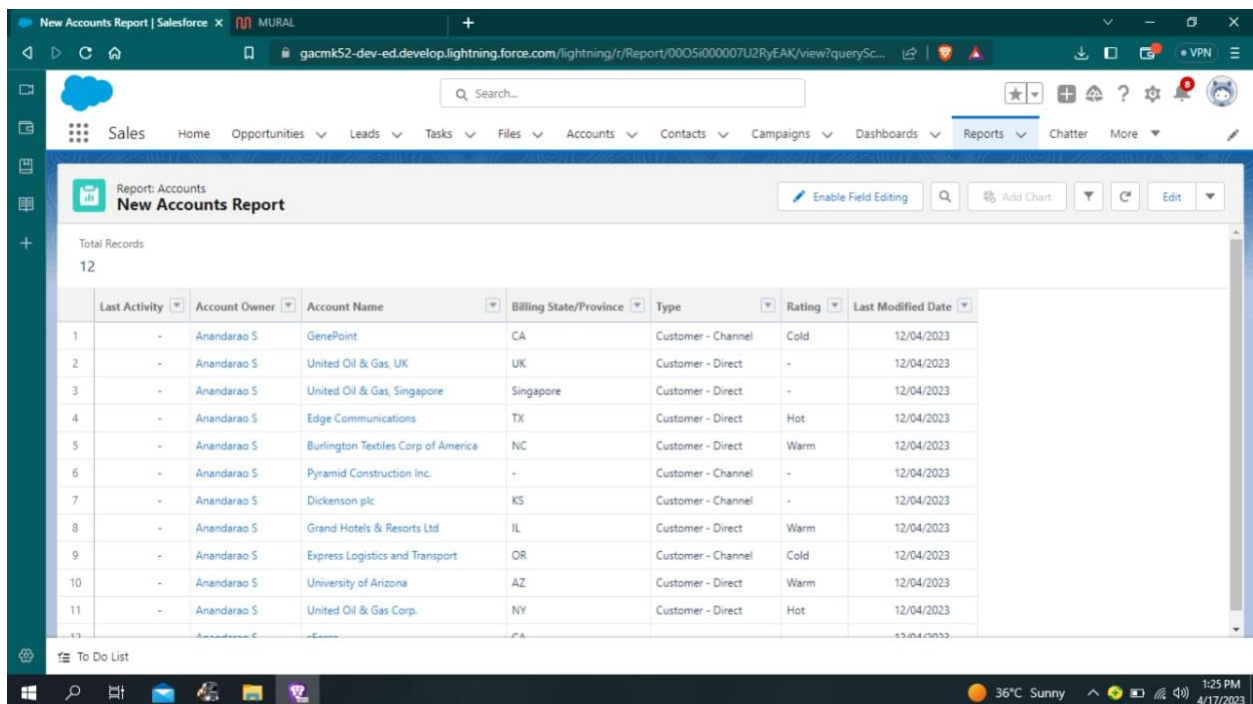 New Accounts Report | Salesforce
MURAL
gacmk52-dev-ed.develop.lightning.force.com/lightning/r/Report/00O5i000007U2RyEAK/view?querySc...
VPN
Search...
8
Sales Home Opportunities Leads Tasks Files Accounts Contacts Campaigns Dashboards Reports Chatter More
Report: Accounts
New Accounts Report
Enable Field Editing Add Chart Edit
Total Records
12
Last Activity Account Owner Account Name Billing State/Province Type Rating Last Modified Date
1 - Anandarao S GenePoint CA Customer - Channel Cold 12/04/2023
2 - Anandarao S United Oil & Gas, UK UK Customer - Direct - 12/04/2023
3 - Anandarao S United Oil & Gas, Singapore Singapore Customer - Direct - 12/04/2023
4 - Anandarao S Edge Communications TX Customer - Direct Hot 12/04/2023
5 - Anandarao S Burlington Textiles Corp of America NC Customer - Direct Warm 12/04/2023
6 - Anandarao S Pyramid Construction Inc. - Customer - Channel - 12/04/2023
7 - Anandarao S Dickenson plc KS Customer - Channel - 12/04/2023
8 - Anandarao S Grand Hotels & Resorts Ltd IL Customer - Direct Warm 12/04/2023
9 - Anandarao S Express Logistics and Transport OR Customer - Channel Cold 12/04/2023
10 - Anandarao S University of Arizona AZ Customer - Direct Warm 12/04/2023
11 - Anandarao S United Oil & Gas Corp. NY Customer - Direct Hot 12/04/2023
To Do List
36°C Sunny
1:25 PM
4/17/2023